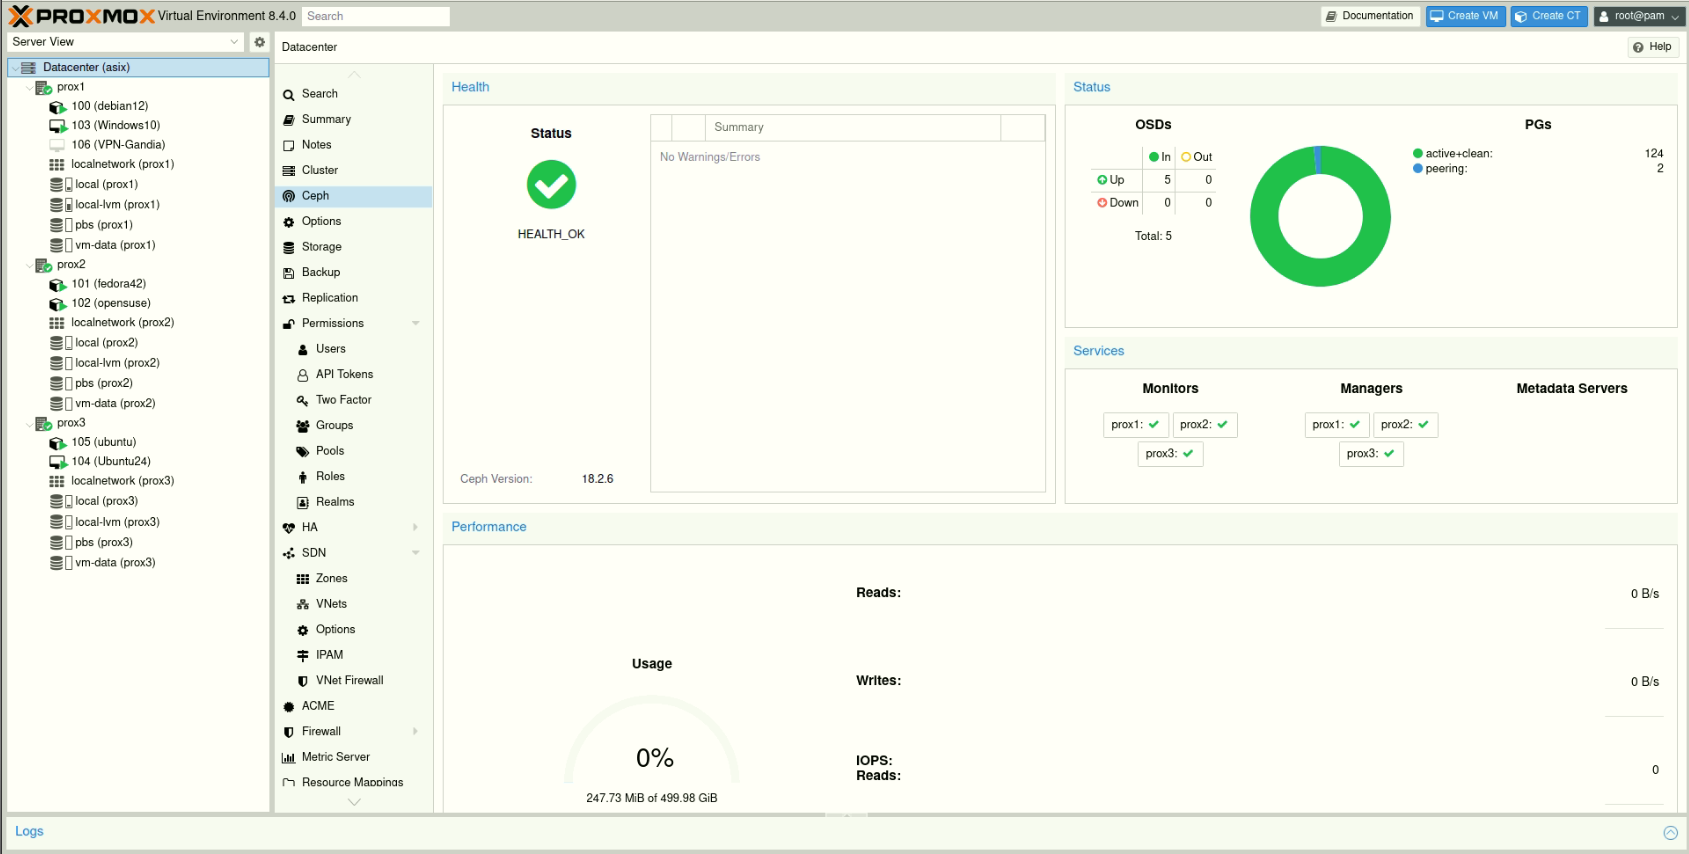 PROXMOX Virtual Environment 8.4.0 Search Documentation Create VM Create CT root@pam
Server View
Datacenter (asix)
prox1
100 (debian12)
103 (Windows10)
106 (VPN-Gandia)
localnetwork (prox1)
local (prox1)
local-lvm (prox1)
pbs (prox1)
vm-data (prox1)
prox2
101 (fedora42)
102 (opensuse)
localnetwork (prox2)
local (prox2)
local-lvm (prox2)
pbs (prox2)
vm-data (prox2)
prox3
105 (ubuntu)
104 (Ubuntu24)
localnetwork (prox3)
local (prox3)
local-lvm (prox3)
pbs (prox3)
vm-data (prox3)
Datacenter
Help
Search
Summary
Notes
Cluster
Ceph
Options
Storage
Backup
Replication
Permissions
Users
API Tokens
Two Factor
Groups
Pools
Roles
Realms
HA
SDN
Zones
VNets
Options
IPAM
VNet Firewall
ACME
Firewall
Metric Server
Resource Mappings
Health
Status
HEALTH_OK
Ceph Version: 18.2.6
Summary
No Warnings/Errors
Status
OSDs
In Out
Up 5 0
Down 0 0
Total: 5
PGs
active+clean: 124
peering: 2
Services
Monitors
prox1: prox2:
prox3:
Managers
prox1: prox2:
prox3:
Metadata Servers
Performance
Usage
0%
247.73 MiB of 499.98 GiB
Reads: 0 B/s
Writes: 0 B/s
IOPS:
Reads: 0
Logs